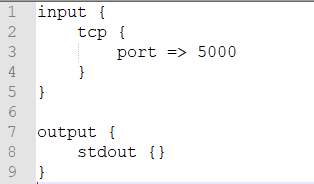 1 input {
2     tcp {
3         port => 5000
4     }
5 }
6
7 output {
8     stdout {}
9 }